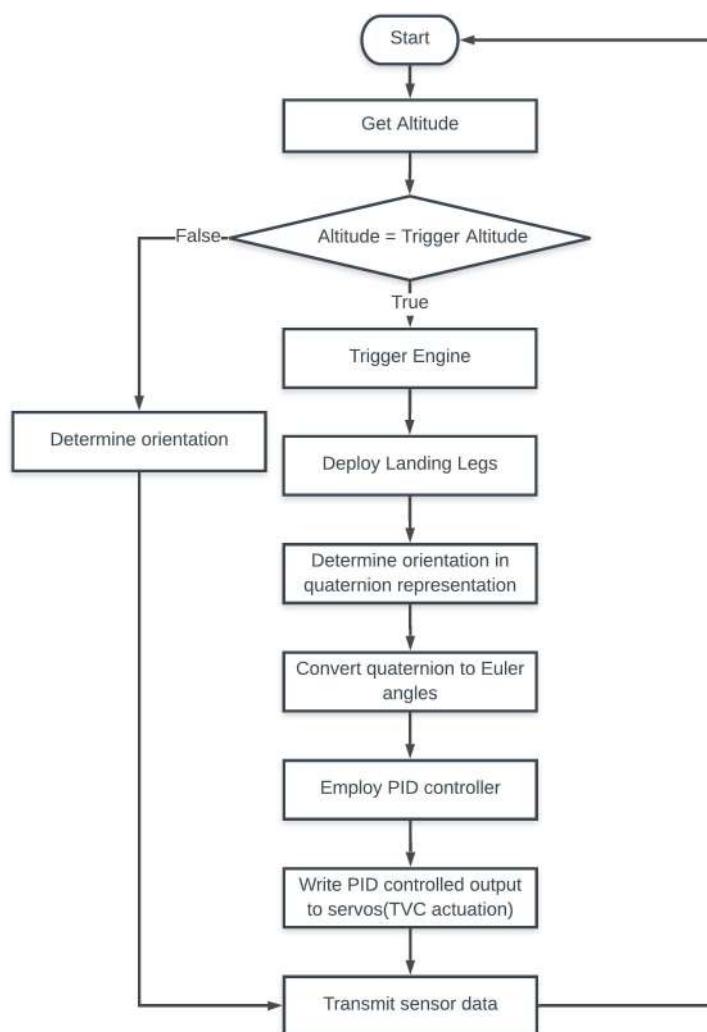 Start
Get Altitude
Altitude = Trigger Altitude
False
True
Trigger Engine
Determine orientation
Deploy Landing Legs
Determine orientation in
quaternion representation
Convert quaternion to Euler
angles
Employ PID controller
Write PID controlled output
to servos(TVC actuation)
Transmit sensor data